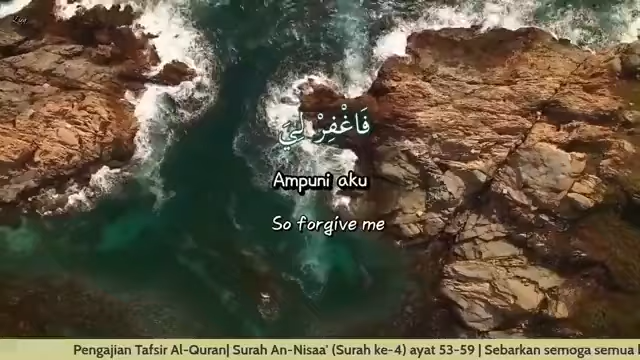 فَاغْفِرْ لِيْ
Ampuni aku
So forgive me
Pengajian Tafsir Al-Quran| Surah An-Nisaa' (Surah ke-4) ayat 53-59 | Sebarkan semoga semua